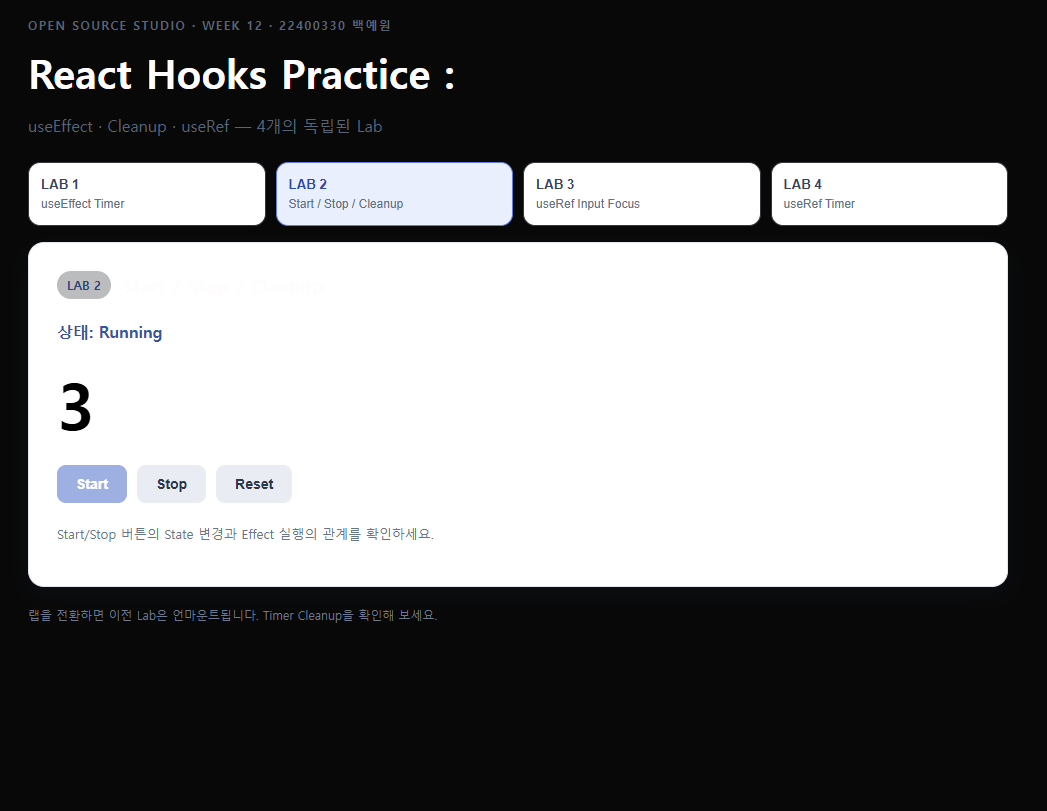 OPEN SOURCE STUDIO · WEEK 12 · 22400330 백예원
React Hooks Practice :
useEffect · Cleanup · useRef — 4개의 독립된 Lab
LAB 1
useEffect Timer
LAB 2
Start / Stop / Cleanup
LAB 3
useRef Input Focus
LAB 4
useRef Timer
LAB 2 Start / Stop / Cleanup
상태: Running
3
Start Stop Reset
Start/Stop 버튼의 State 변경과 Effect 실행의 관계를 확인하세요.
랩을 전환하면 이전 Lab은 언마운트됩니다. Timer Cleanup을 확인해 보세요.